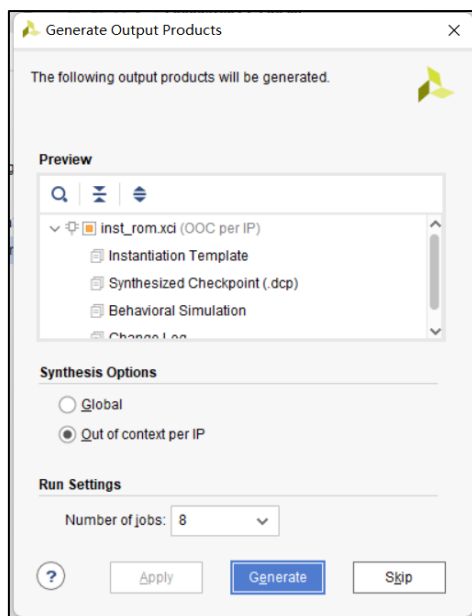 Generate Output Products
The following output products will be generated.
Preview
inst_rom.xci (OOC per IP)
Instantiation Template
Synthesized Checkpoint (.dcp)
Behavioral Simulation
Change Log
Synthesis Options
Global
Out of context per IP
Run Settings
Number of jobs: 8
? Apply Generate Skip